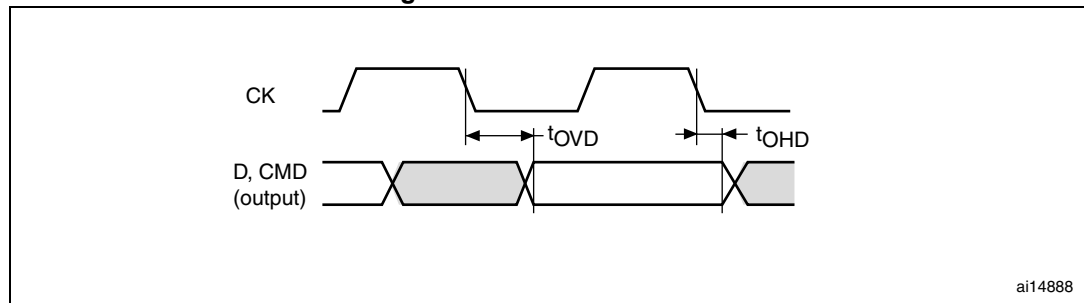 CK
tOVD
tOHD
D, CMD
(output)
ai14888